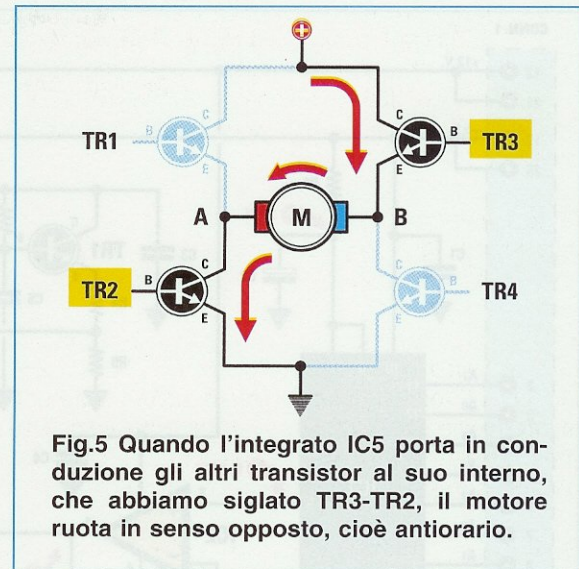 C
C
TR1
B
B
TR3
E
E
A
M
B
C
C
TR2
B
B
TR4
E
E
Fig.5 Quando l'integrato IC5 porta in con-
duzione gli altri transistor al suo interno,
che abbiamo siglato TR3-TR2, il motore
ruota in senso opposto, cioè antiorario.